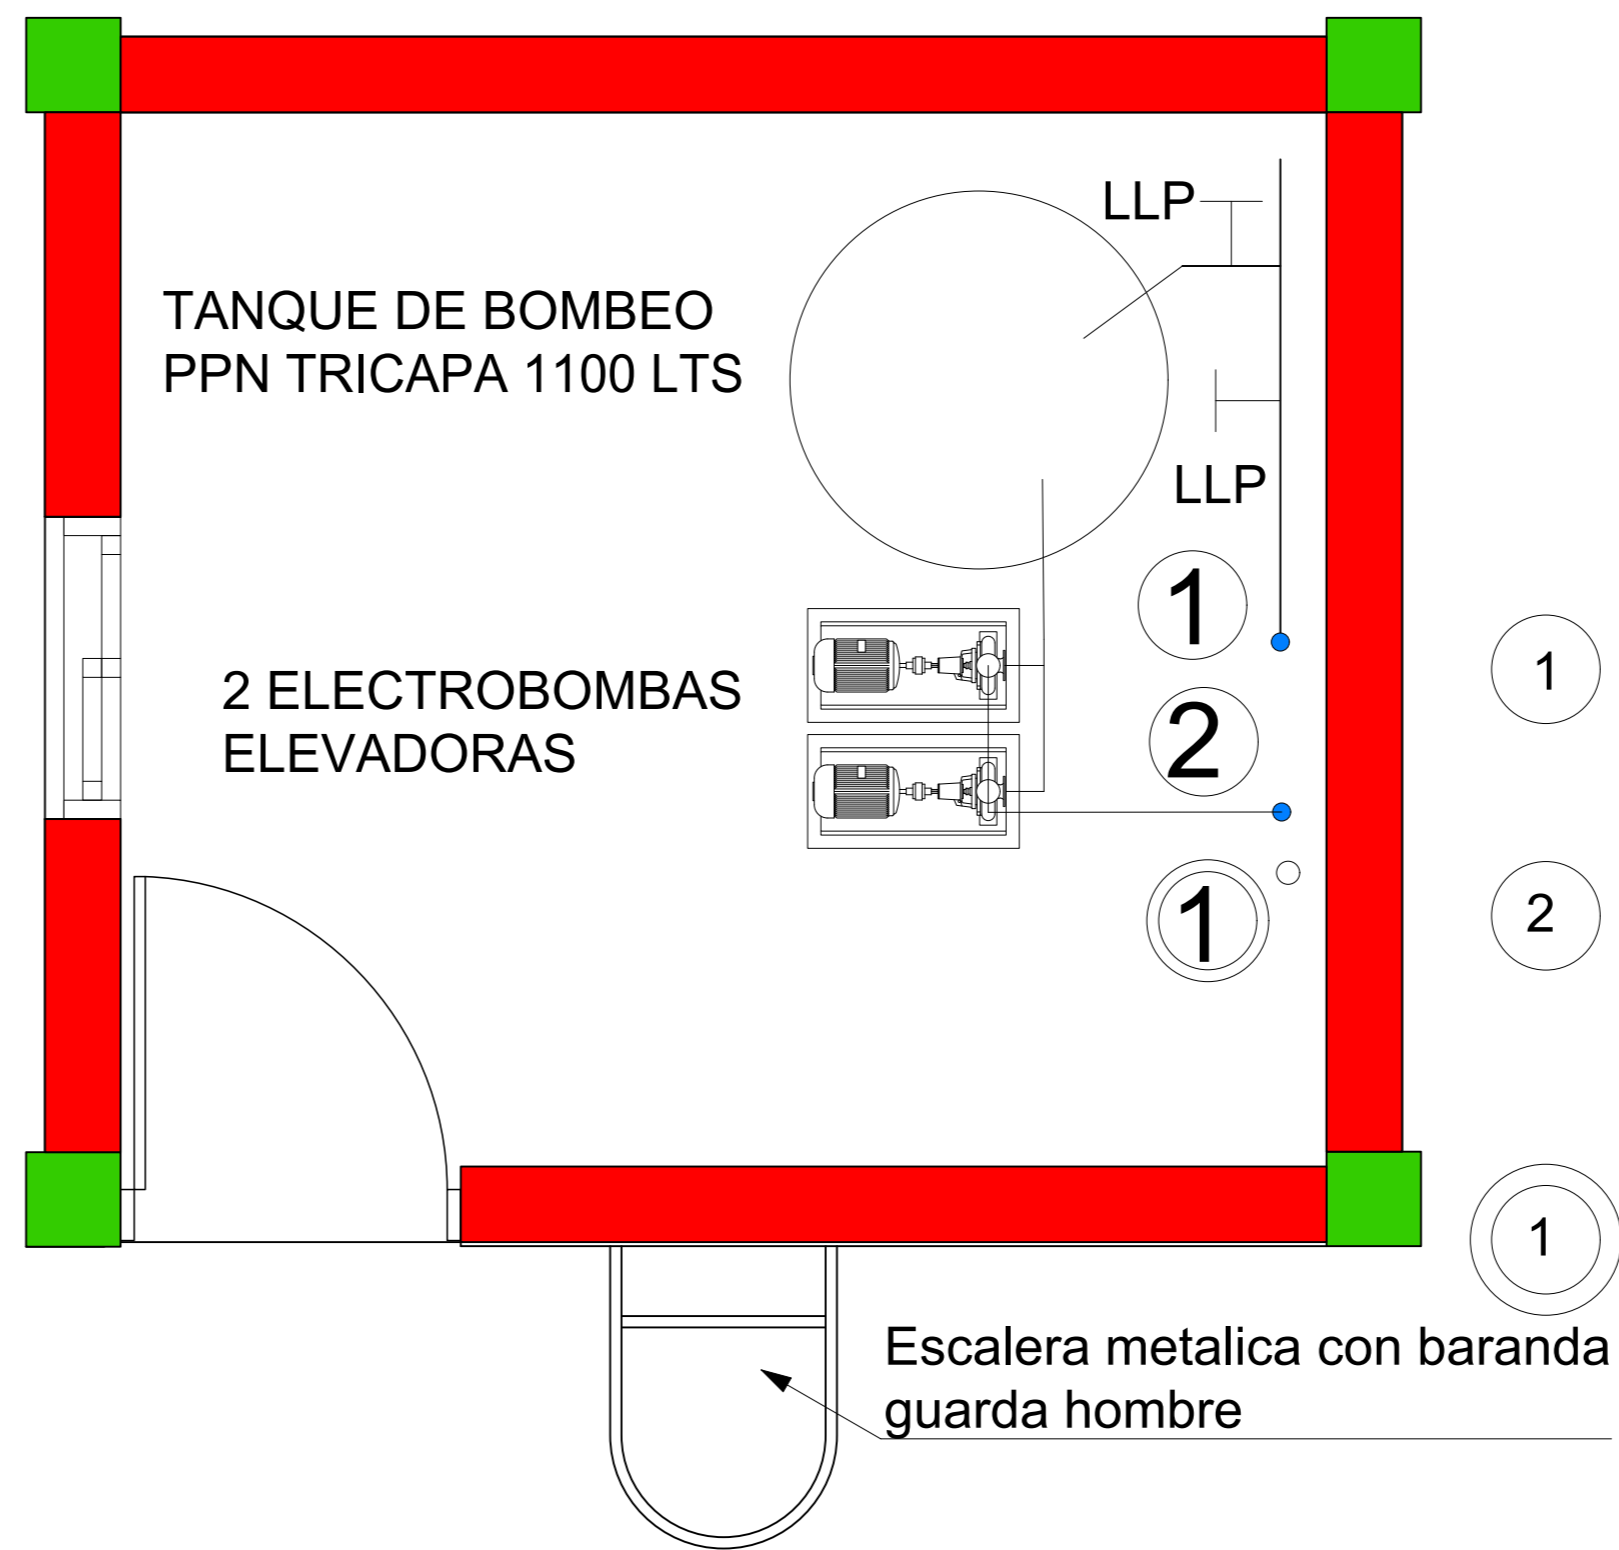 LLP
TANQUE DE BOMBEO
PPN TRICAPA 1100 LTS
LLP
1
1
2 ELECTROBOMBAS
ELEVADORAS
2
2
1
1
Escalera metalica con baranda
guarda hombre